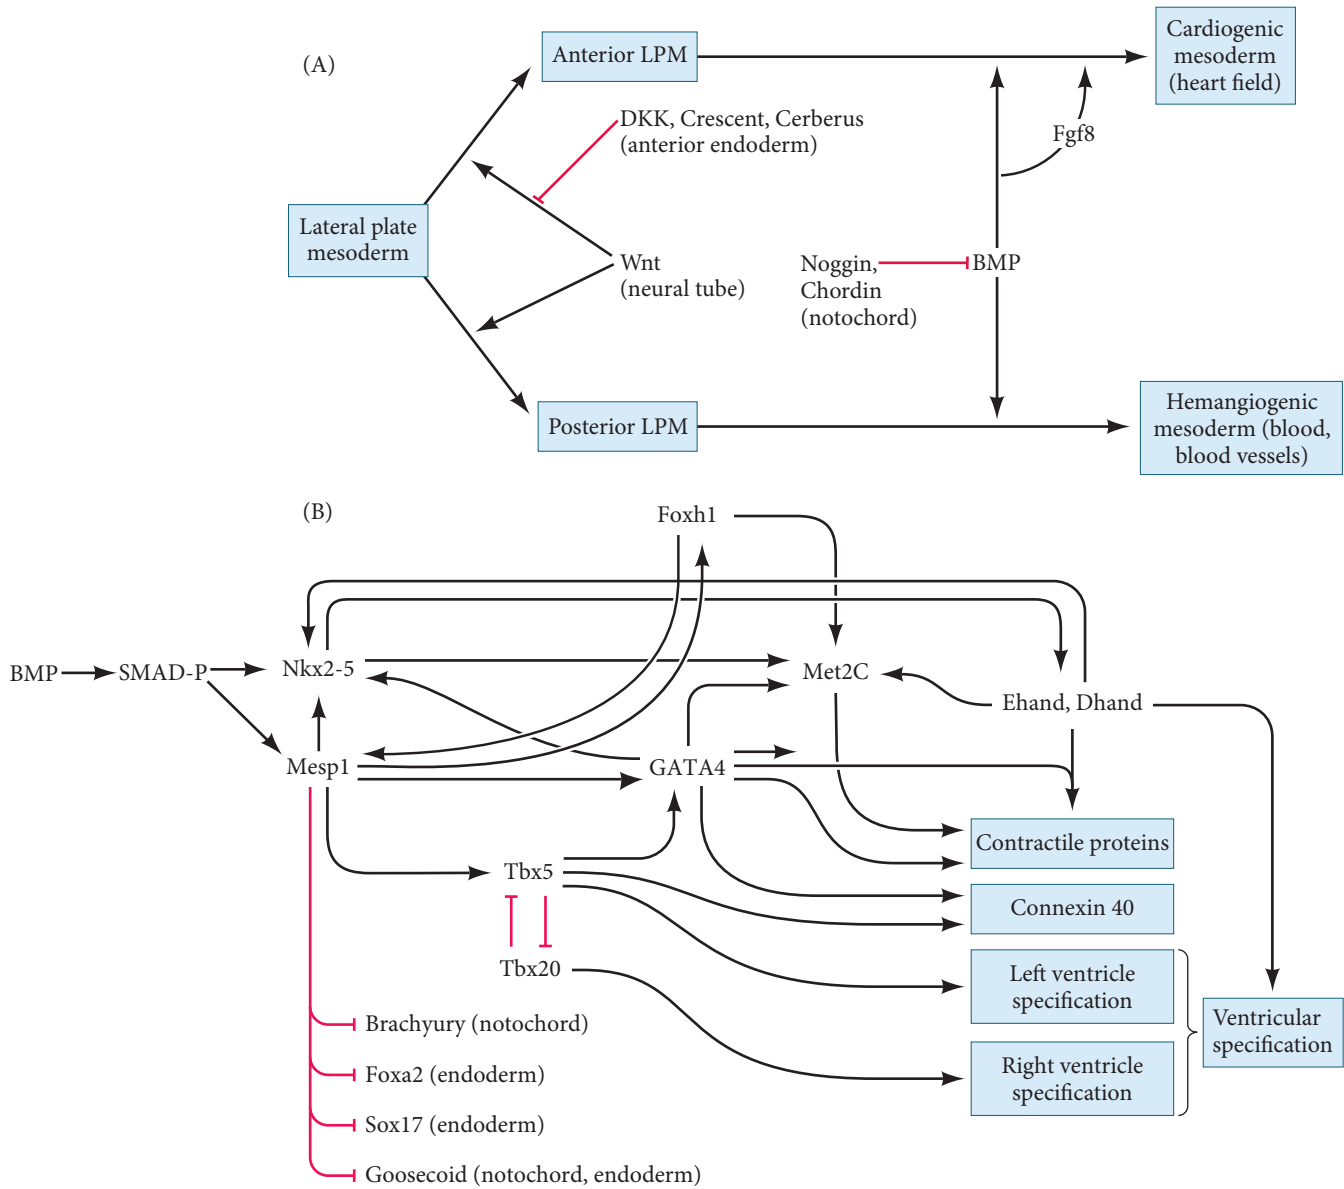 (A)
Anterior LPM
Cardiogenic
mesoderm
(heart field)
DKK, Crescent, Cerberus
(anterior endoderm)
Fgf8
Lateral plate
mesoderm
Wnt
(neural tube)
Noggin,
Chordin
(notochord)
BMP
Posterior LPM
Hemangiogenic
mesoderm (blood,
blood vessels)
(B)
Foxh1
BMP
SMAD-P
Nkx2-5
Met2C
Ehand, Dhand
Mesp1
GATA4
Contractile proteins
Tbx5
Connexin 40
Tbx20
Left ventricle
specification
Right ventricle
specification
Ventricular
specification
Brachyury (notochord)
Foxa2 (endoderm)
Sox17 (endoderm)
Goosecoid (notochord, endoderm)